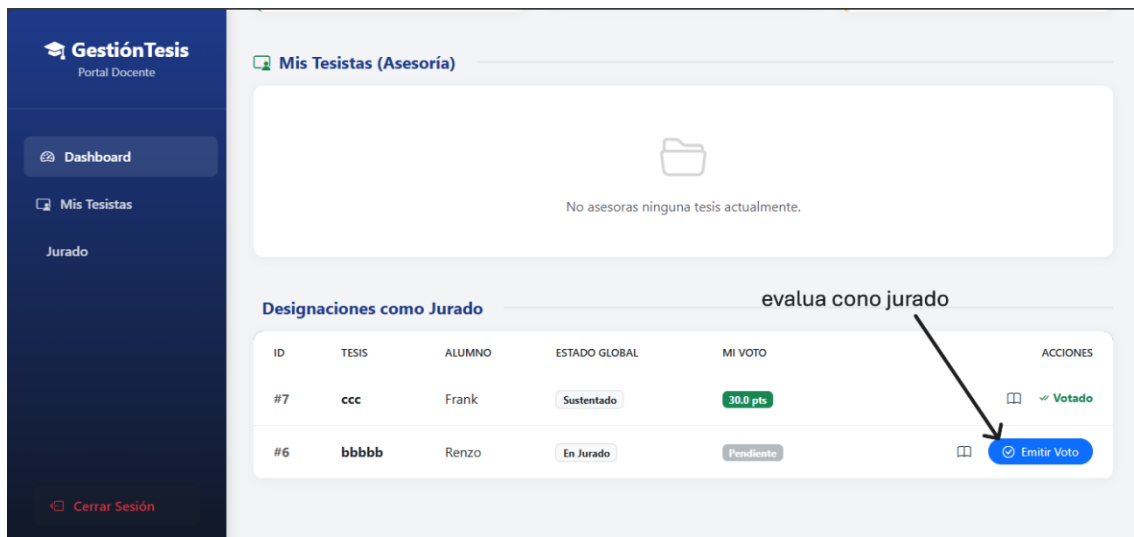 GestiónTesis
Portal Docente
Dashboard
Mis Tesistas
Jurado
Cerrar Sesión
Mis Tesistas (Asesoría)
No asesoras ninguna tesis actualmente.
evalua cono jurado
Designaciones como Jurado
ID TESIS ALUMNO ESTADO GLOBAL MI VOTO ACCIONES
#7 ccc Frank Sustentado 30.0 pts Votado
#6 bbbbb Renzo En Jurado Pendiente Emitir Voto